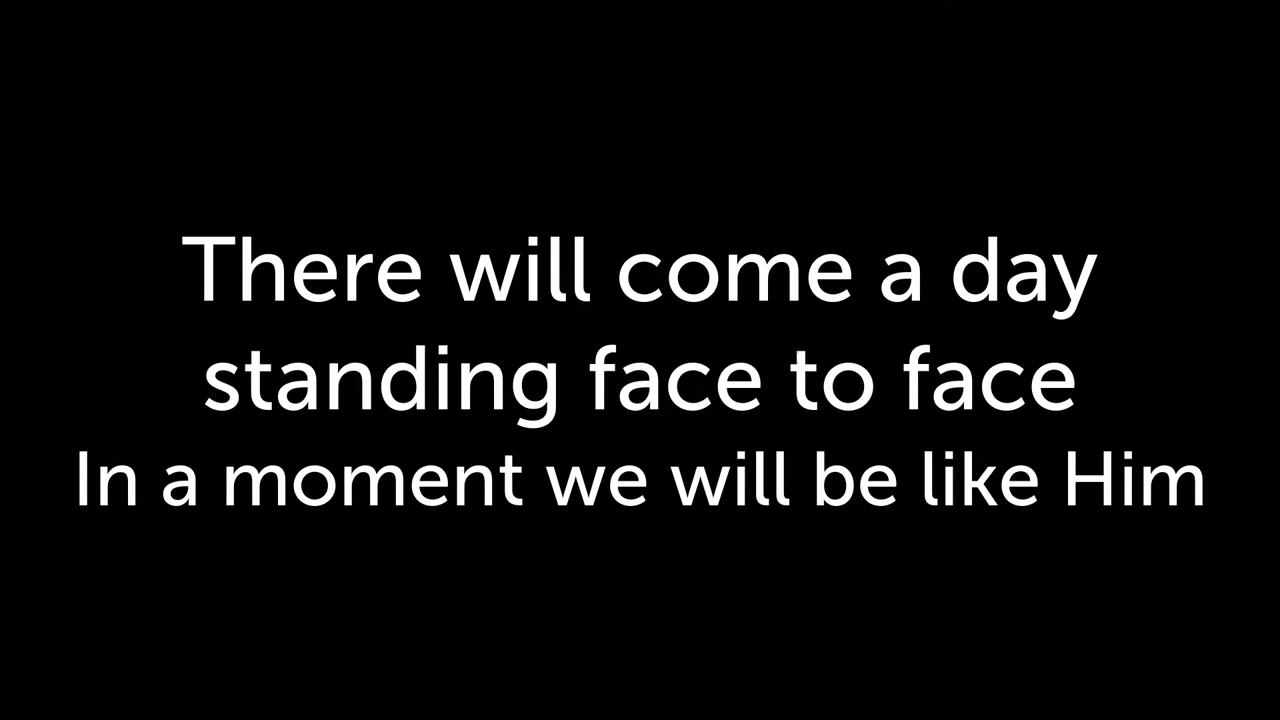 There will come a day
standing face to face
In a moment we will be like Him